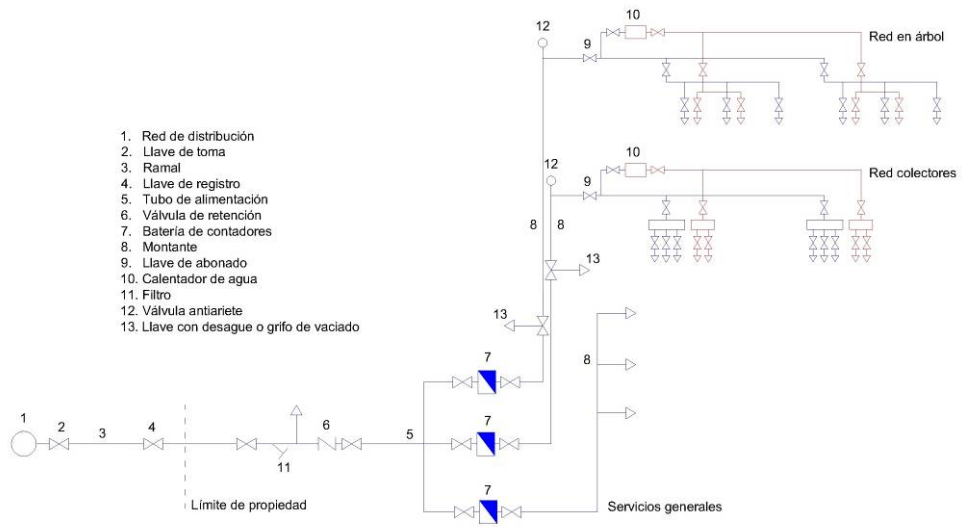 12
10
9
Red en árbol
1. Red de distribución
2. Llave de toma
3. Ramal
4. Llave de registro
5. Tubo de alimentación
6. Válvula de retención
7. Batería de contadores
8. Montante
9. Llave de abonado
10. Calentador de agua
11. Filtro
12. Válvula antiariete
13. Llave con desague o grifo de vaciado
12
10
9
Red colectores
8
8
13
13
7
8
1
2
3
4
11
6
5
7
7
Límite de propiedad
Servicios generales